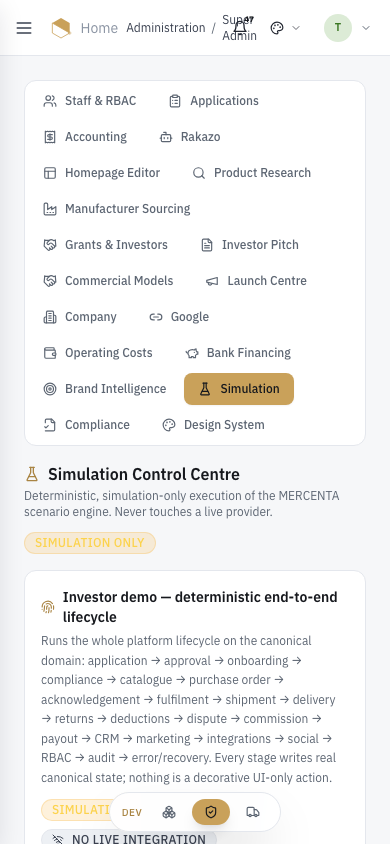 Home Administration / Super Admin 47 T
Staff & RBAC Applications
Accounting Rakazo
Homepage Editor Product Research
Manufacturer Sourcing
Grants & Investors Investor Pitch
Commercial Models Launch Centre
Company Google
Operating Costs Bank Financing
Brand Intelligence Simulation
Compliance Design System
Simulation Control Centre
Deterministic, simulation-only execution of the MERCENTA
scenario engine. Never touches a live provider.
SIMULATION ONLY
Investor demo — deterministic end-to-end
lifecycle
Runs the whole platform lifecycle on the canonical
domain: application → approval → onboarding →
compliance → catalogue → purchase order →
acknowledgement → fulfilment → shipment → delivery
→ returns → deductions → dispute → commission →
payout → CRM → marketing → integrations → social →
RBAC → audit → error/recovery. Every stage writes real
canonical state; nothing is a decorative UI-only action.
SIMULATI
DEV
NO LIVE INTEGRATION